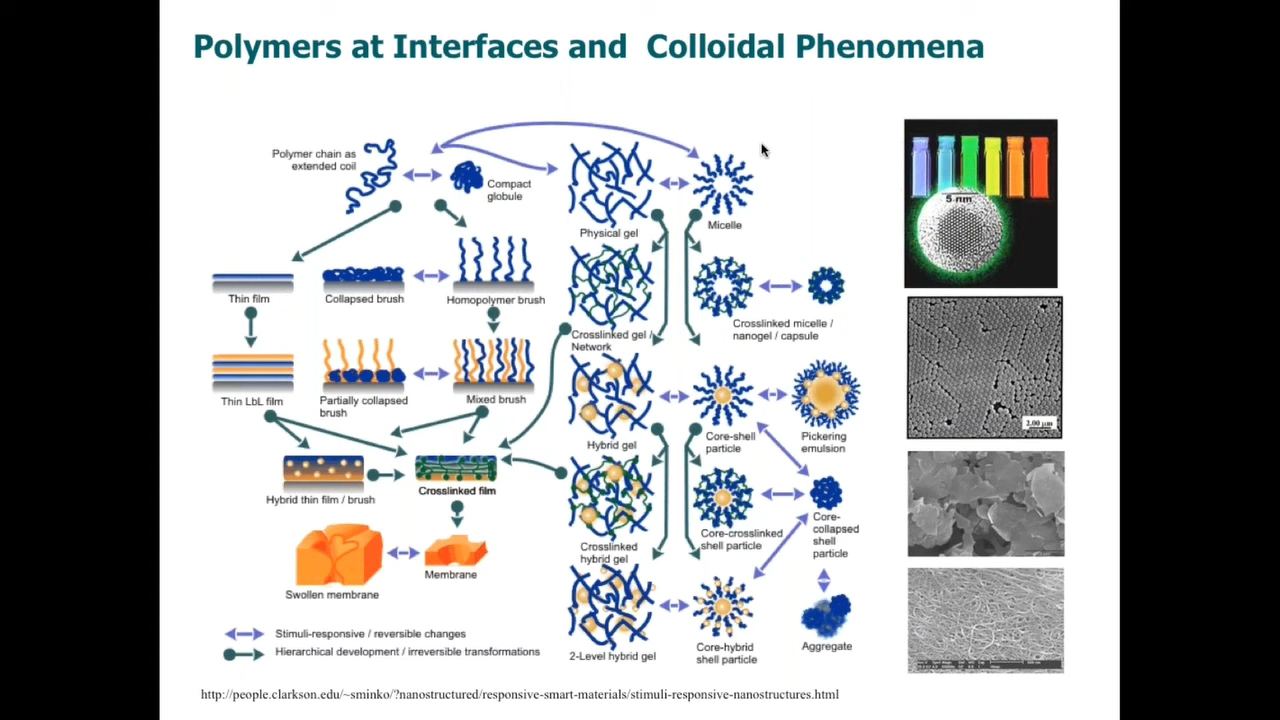 Polymers at Interfaces and Colloidal Phenomena
Polymer chain as
extended coil
Compact
globule
Physical gel
Micelle
Thin film
Collapsed brush
Homopolymer brush
Crosslinked gel /
Network
Crosslinked micelle /
nanogel / capsule
Thin LbL film
Partially collapsed
brush
Mixed brush
Hybrid gel
Core-shell
particle
Pickering
emulsion
Hybrid thin film / brush
Crosslinked film
Crosslinked
hybrid gel
Core-crosslinked
shell particle
Core-
collapsed
shell
particle
Swollen membrane
Membrane
2-Level hybrid gel
Core-hybrid
shell particle
Aggregate
Stimuli-responsive / reversible changes
Hierarchical development / irreversible transformations
5 nm
2.00 μm
http://people.clarkson.edu/~sminko/?nanostructured/responsive-smart-materials/stimuli-responsive-nanostructures.html